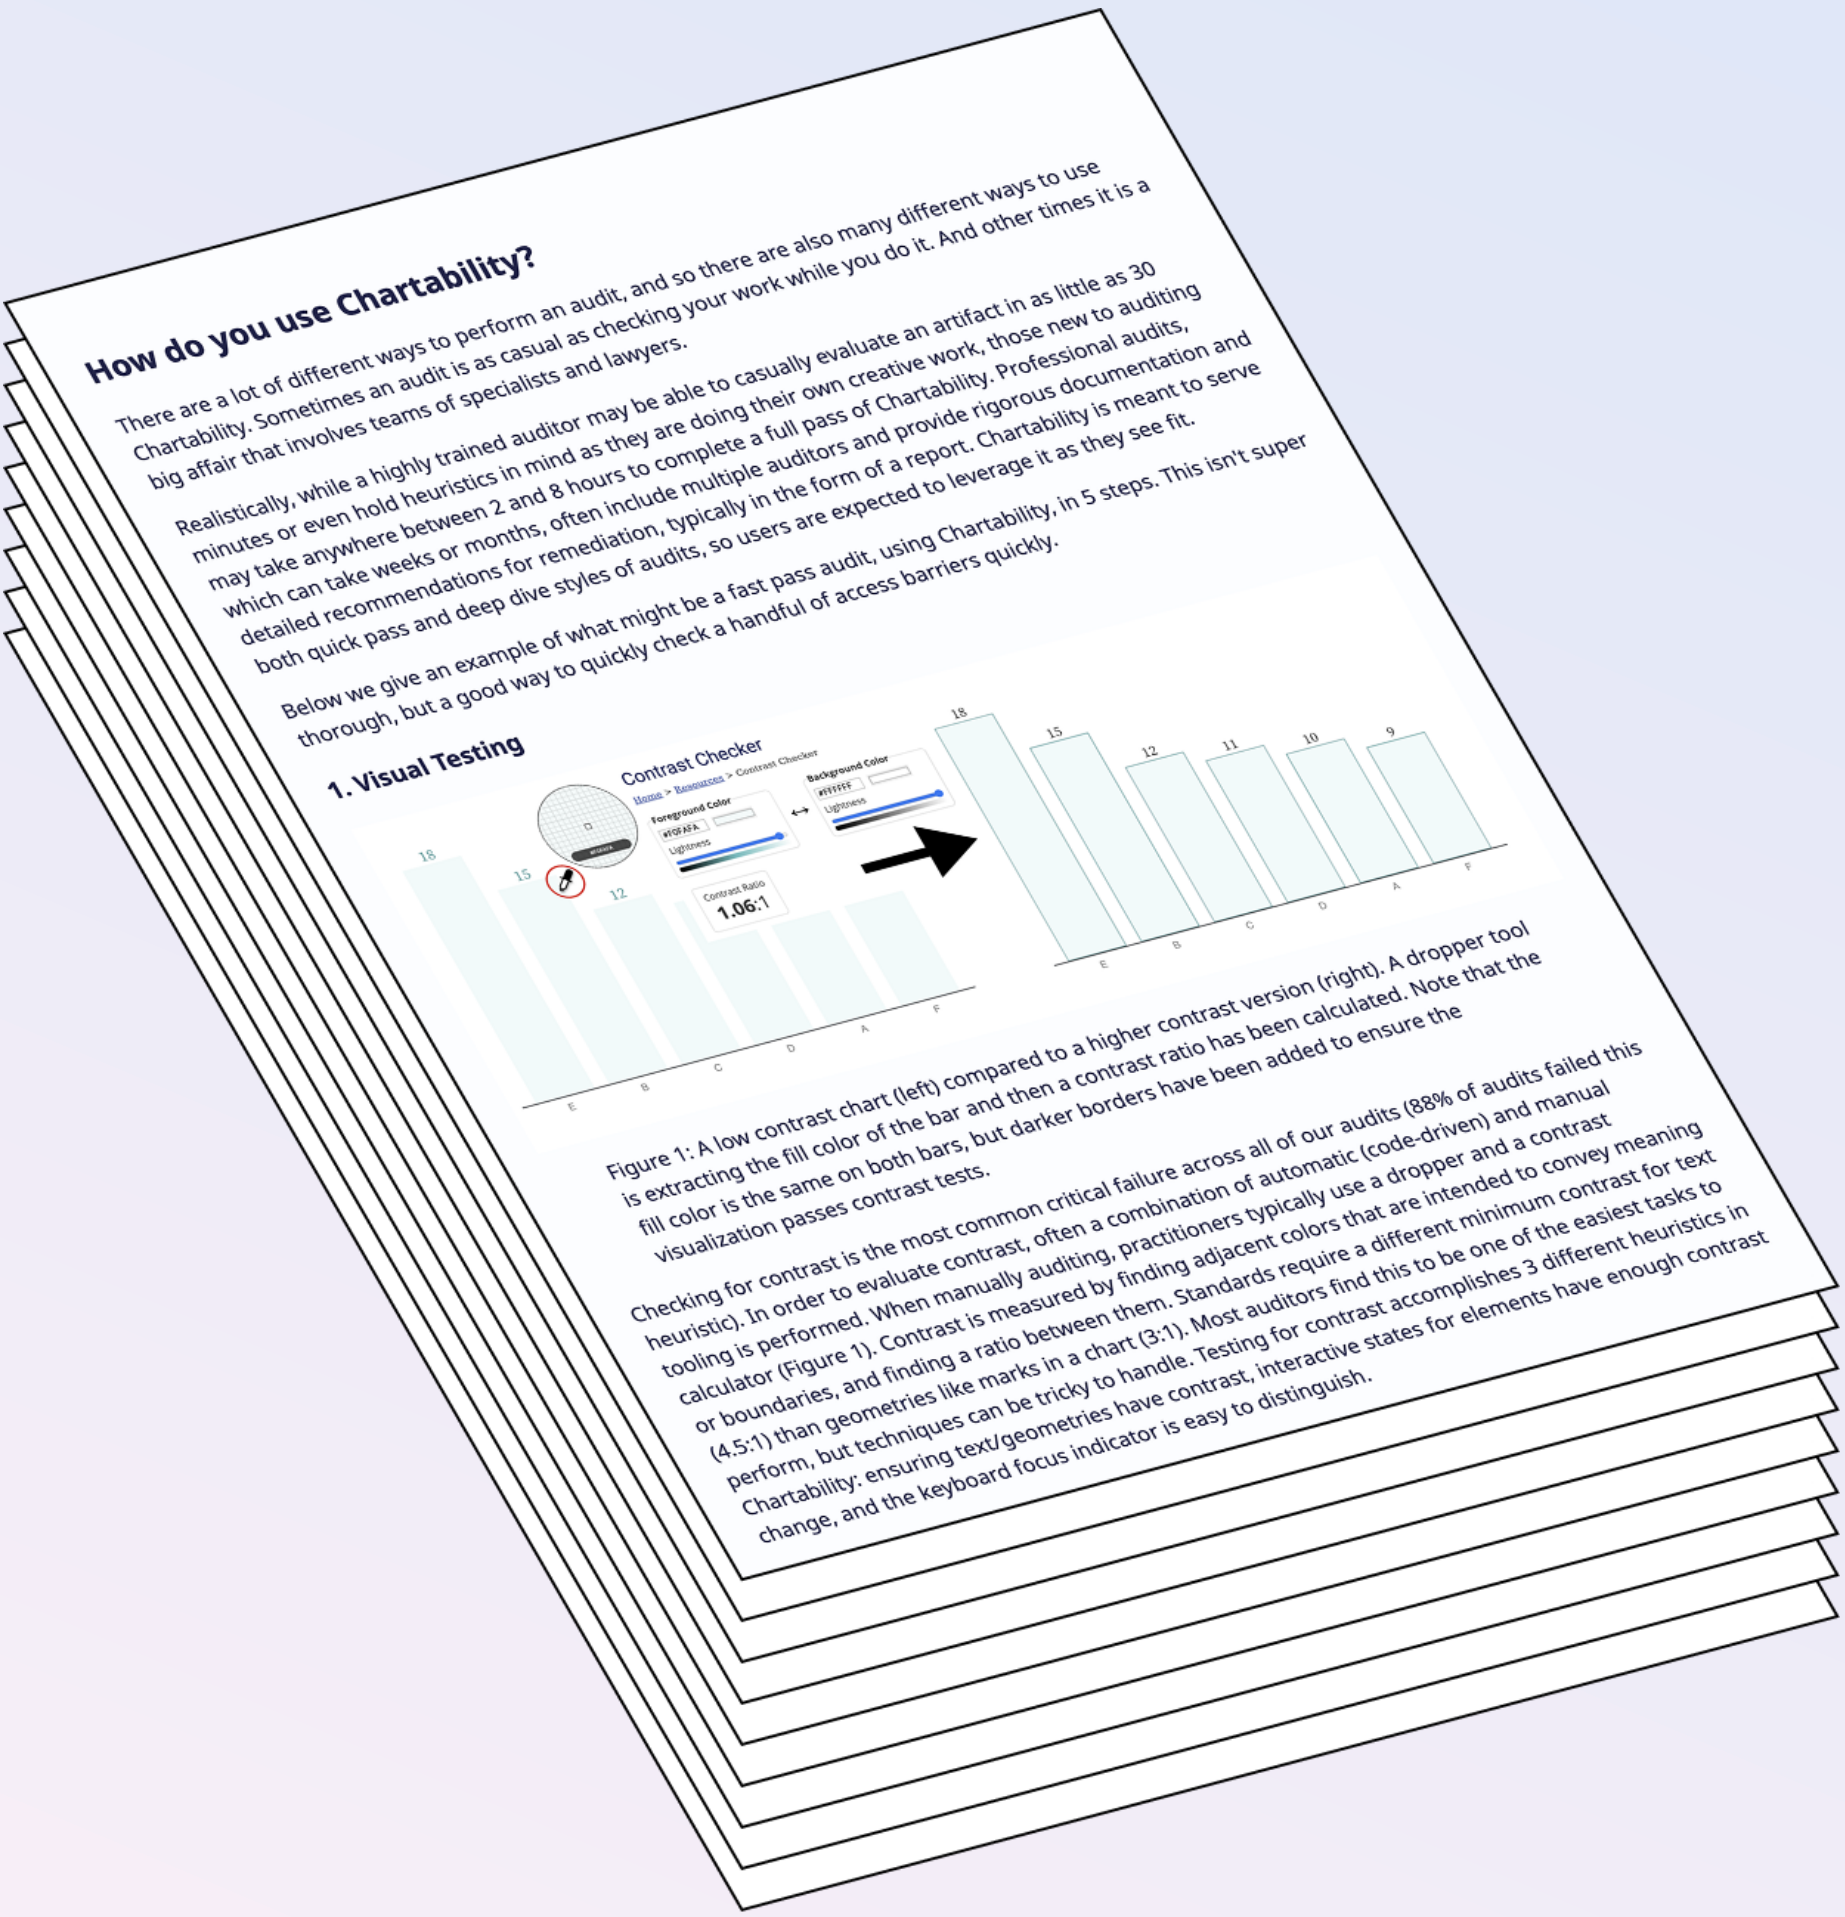 How do you use Chartability?
There are a lot of different ways to perform an audit, and so there are also many different ways to use
Chartability. Sometimes an audit is as casual as checking your work while you do it. And other times it is a
big affair that involves teams of specialists and lawyers.
Realistically, while a highly trained auditor may be able to casually evaluate an artifact in as little as 30
minutes or even hold heuristics in mind as they are doing their own creative work, those new to auditing
may take anywhere between 2 and 8 hours to complete a full pass of Chartability. Professional audits,
which can take weeks or months, often include multiple auditors and provide rigorous documentation and
detailed recommendations for remediation, typically in the form of a report. Chartability is meant to serve
both quick pass and deep dive styles of audits, so users are expected to leverage it as they see fit.
Below we give an example of what might be a fast pass audit, using Chartability, in 5 steps. This isn't super
thorough, but a good way to quickly check a handful of access barriers quickly.
1. Visual Testing
18
15
12
E
B
C
D
A
F
Contrast Checker
Home > Resources > Contrast Checker
Foreground Color
#F0FAFA
Lightness
Background Color
#FFFFFF
Lightness
Contrast Ratio
1.06:1
18
15
12
11
10
9
E
B
C
D
A
F
Figure 1: A low contrast chart (left) compared to a higher contrast version (right). A dropper tool
is extracting the fill color of the bar and then a contrast ratio has been calculated. Note that the
fill color is the same on both bars, but darker borders have been added to ensure the
visualization passes contrast tests.
Checking for contrast is the most common critical failure across all of our audits (88% of audits failed this
heuristic). In order to evaluate contrast, often a combination of automatic (code-driven) and manual
tooling is performed. When manually auditing, practitioners typically use a dropper and a contrast
calculator (Figure 1). Contrast is measured by finding adjacent colors that are intended to convey meaning
or boundaries, and finding a ratio between them. Standards require a different minimum contrast for text
(4.5:1) than geometries like marks in a chart (3:1). Most auditors find this to be one of the easiest tasks to
perform, but techniques can be tricky to handle. Testing for contrast accomplishes 3 different heuristics in
Chartability: ensuring text/geometries have contrast, interactive states for elements have enough contrast
change, and the keyboard focus indicator is easy to distinguish.